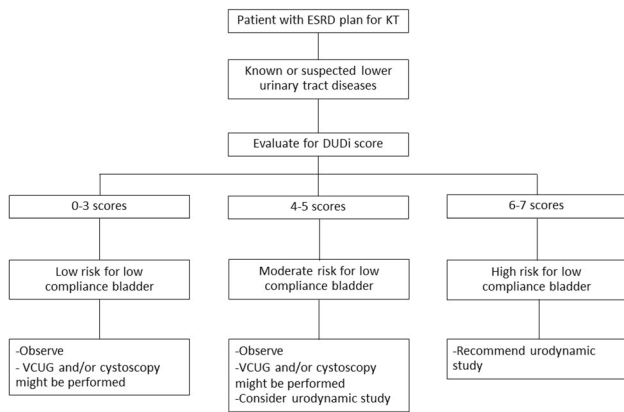 Patient with ESRD plan for KT
Known or suspected lower
urinary tract diseases
Evaluate for DUDi score
0-3 scores
4-5 scores
6-7 scores
Low risk for low
compliance bladder
Moderate risk for low
compliance bladder
High risk for low
compliance bladder
-Observe
- VCUG and/or cystoscopy
might be performed
-Observe
-VCUG and/or cystoscopy
might be performed
-Consider urodynamic study
-Recommend urodynamic
study